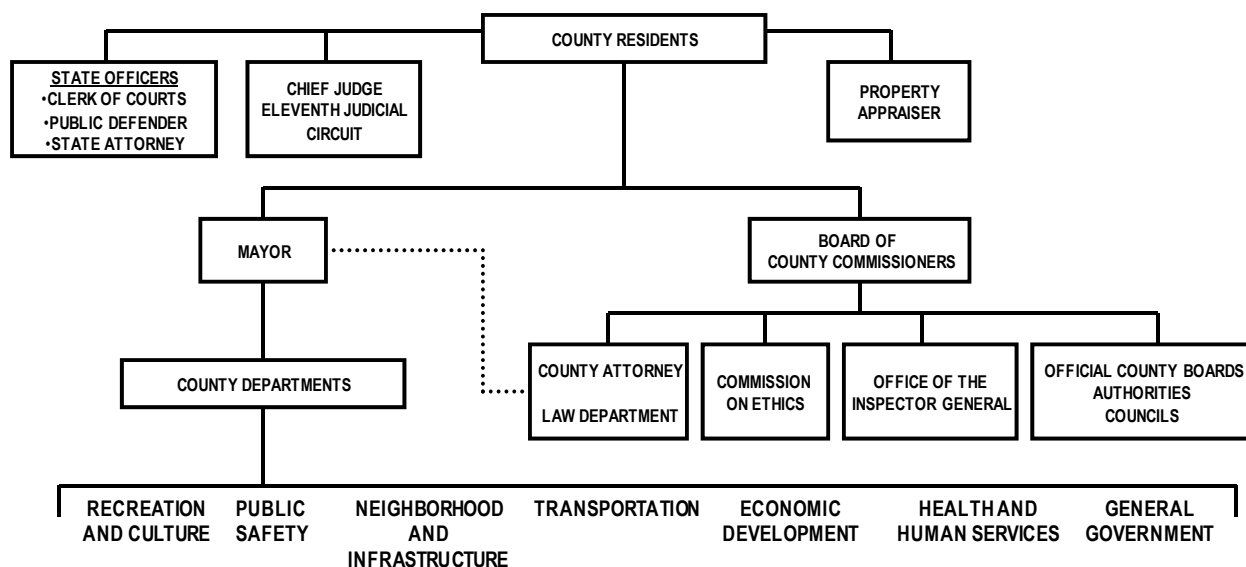 COUNTY RESIDENTS
STATE OFFICERS
•CLERK OF COURTS
•PUBLIC DEFENDER
•STATE ATTORNEY
CHIEF JUDGE
ELEVENTH JUDICIAL
CIRCUIT
PROPERTY
APPRAISER
MAYOR
BOARD OF
COUNTY COMMISSIONERS
COUNTY DEPARTMENTS
COUNTY ATTORNEY
LAW DEPARTMENT
COMMISSION
ON ETHICS
OFFICE OF THE
INSPECTOR GENERAL
OFFICIAL COUNTY BOARDS
AUTHORITIES
COUNCILS
RECREATION
AND CULTURE
PUBLIC
SAFETY
NEIGHBORHOOD
AND
INFRASTRUCTURE
TRANSPORTATION
ECONOMIC
DEVELOPMENT
HEALTH AND
HUMAN SERVICES
GENERAL
GOVERNMENT